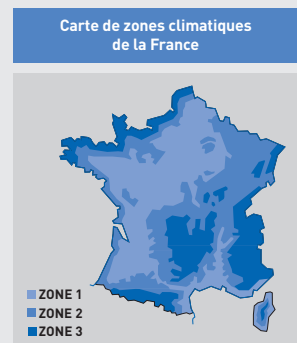 Carte de zones climatiques
de la France
ZONE 1
ZONE 2
ZONE 3